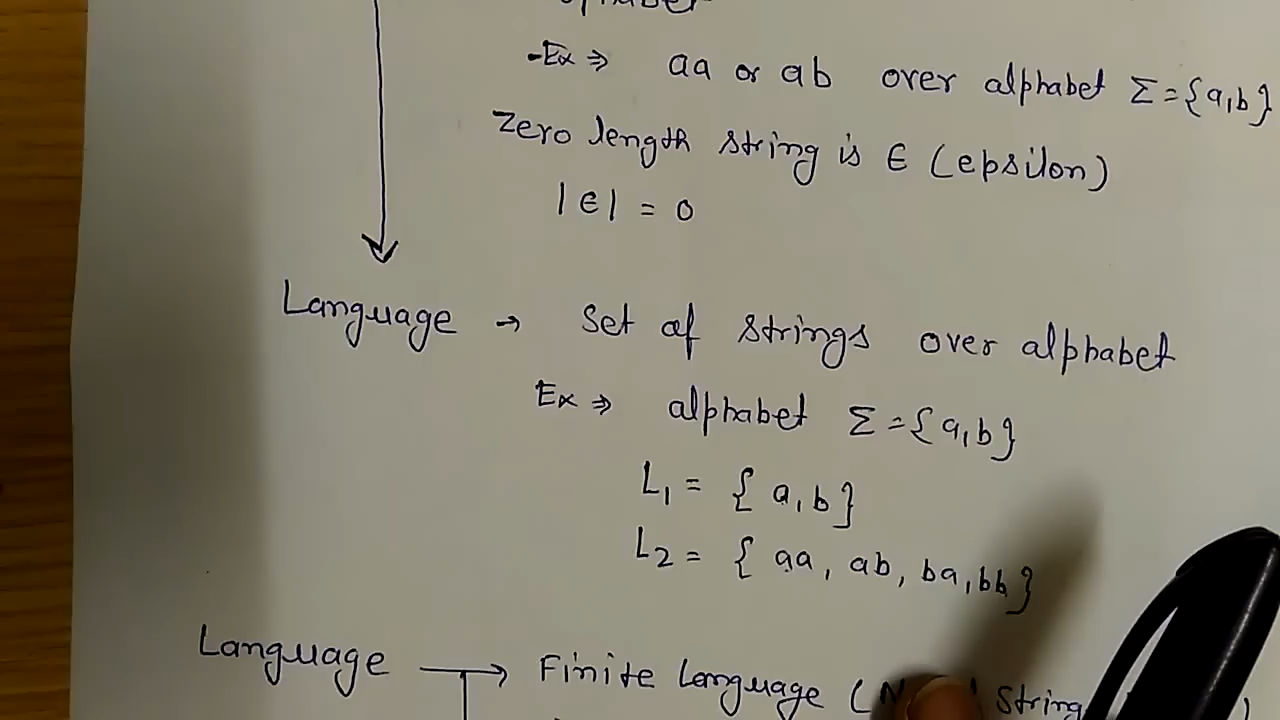 -Ex ⇒ aa or ab over alphabet Σ={a,b}
Zero length string is ϵ (epsilon)
|ϵ| = 0
Language → Set of strings over alphabet
Ex ⇒ alphabet Σ={a,b}
L1 = { a, b}
L2 = { aa, ab, ba, bb}
Language → Finite Language ( String